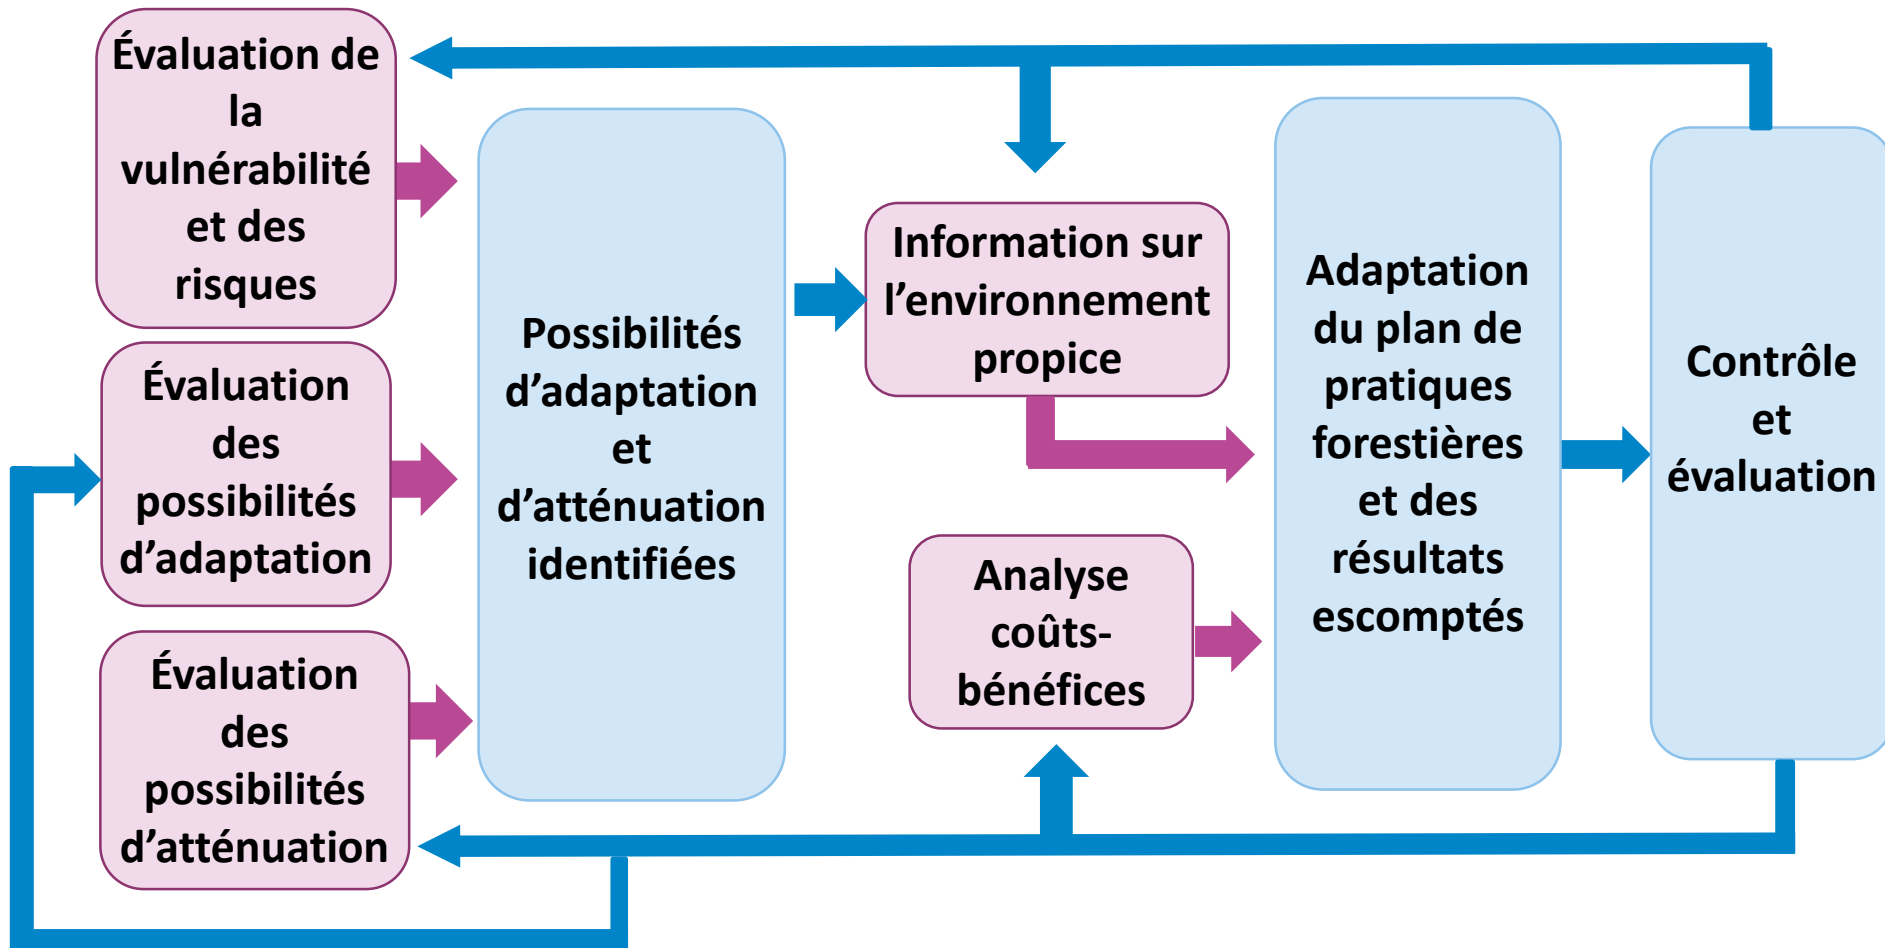 Évaluation de
la
vulnérabilité
et des
risques
Évaluation
des
possibilités
d’adaptation
Évaluation
des
possibilités
d’atténuation
Possibilités
d’adaptation
et
d’atténuation
identifiées
Information sur
l’environnement
propice
Analyse
coûts-
bénéfices
Adaptation
du plan de
pratiques
forestières
et des
résultats
escomptés
Contrôle
et
évaluation